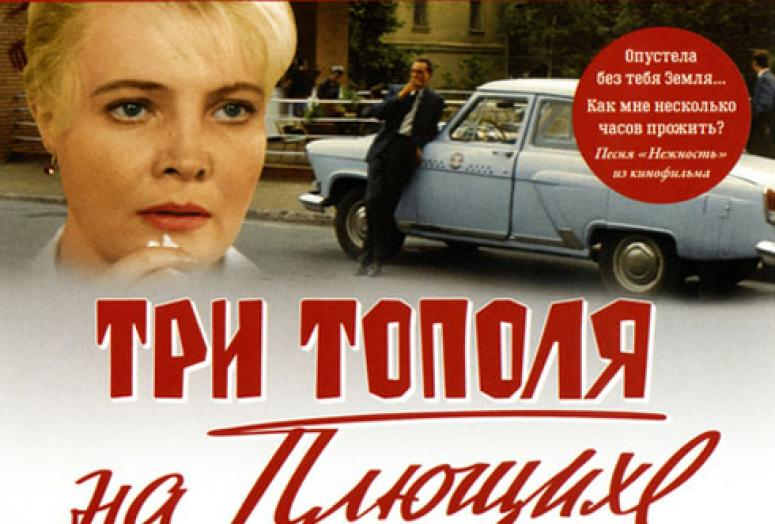 Опустела
без тебя Земля...
Как мне несколько
часов прожить?
Песня «Нежность»
из кинофильма
ТРИ ТОПОЛЯ
на Плющихе